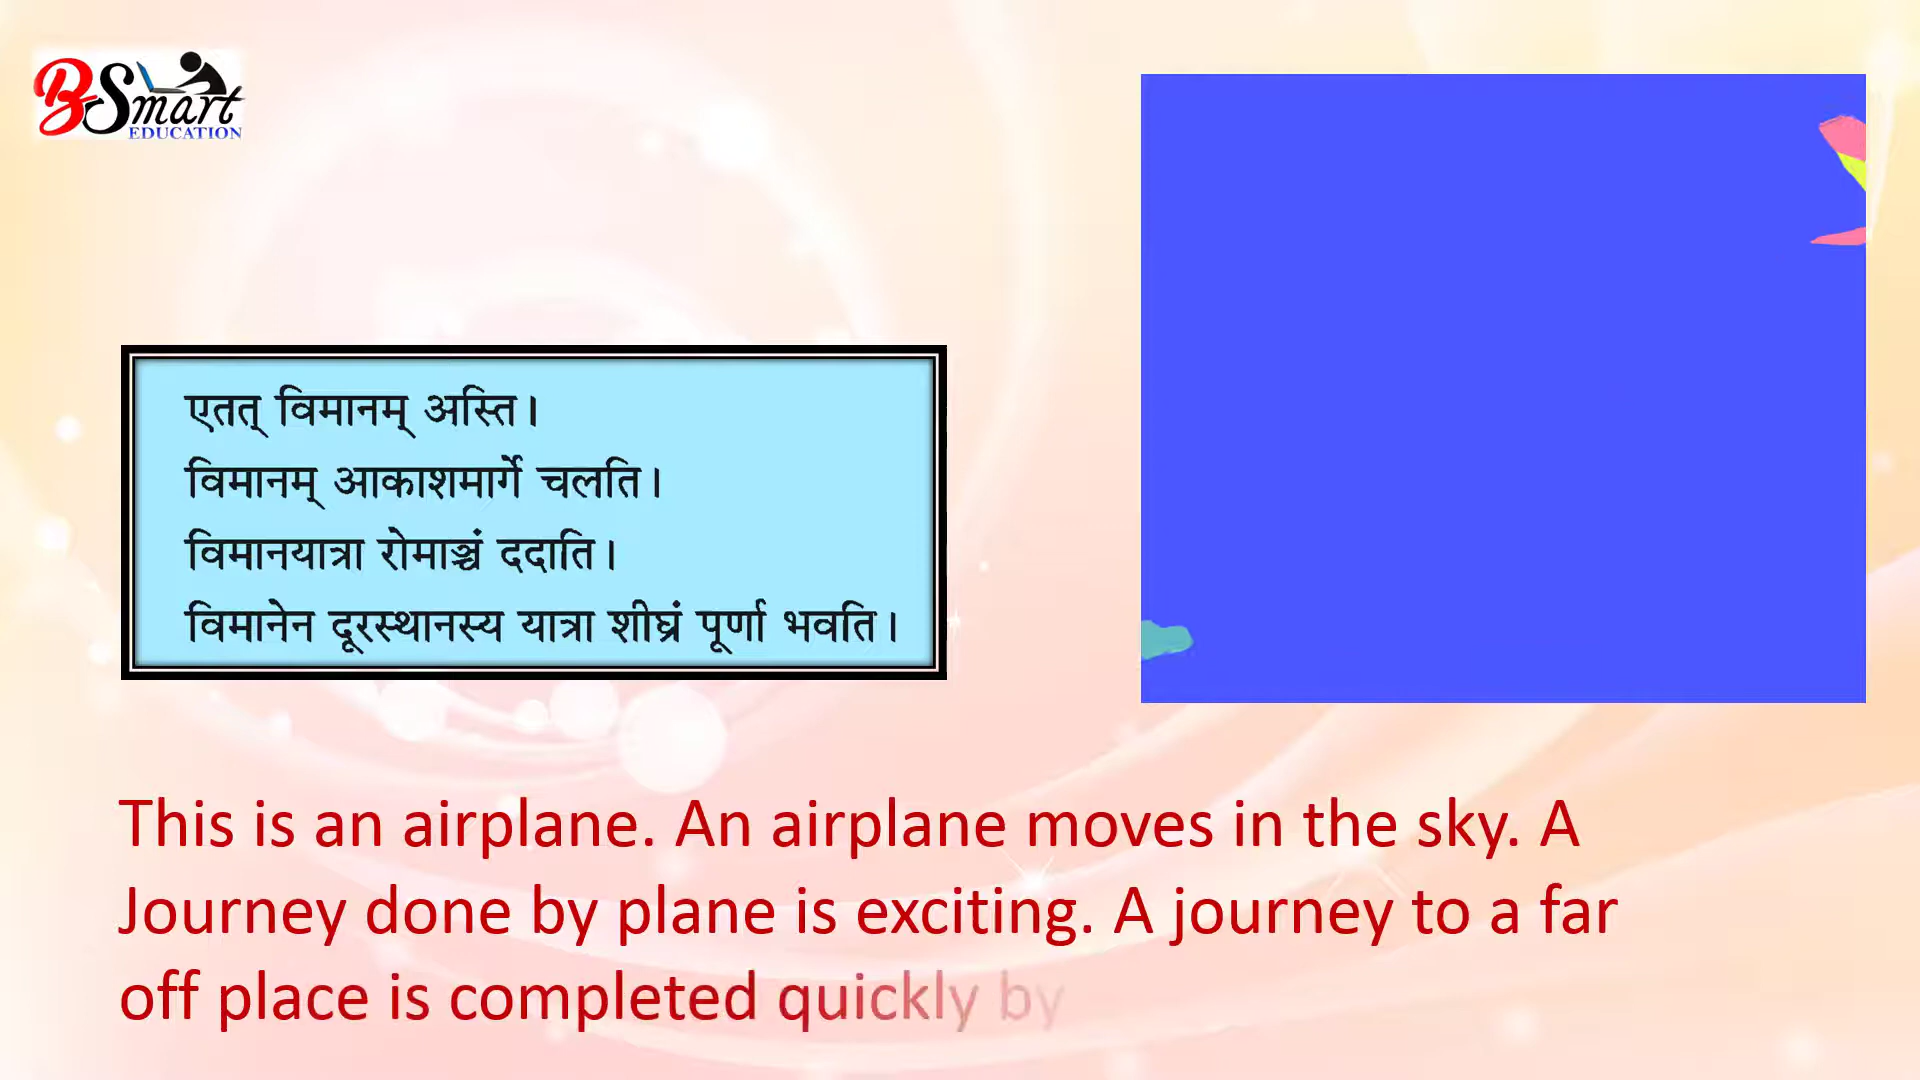 B Smart
EDUCATION
एतत् विमानम् अस्ति।
विमानम् आकाशमार्गे चलति।
विमानयात्रा रोमाञ्चं ददाति।
विमानेन दूरस्थानस्य यात्रा शीघ्रं पूर्णा भवति।
This is an airplane. An airplane moves in the sky. A
Journey done by plane is exciting. A journey to a far
off place is completed quickly by